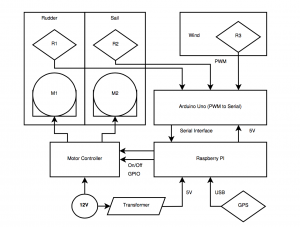 Rudder
Sail
R1
R2
Wind
R3
PWM
M1
M2
Arduino Uno (PWM to Serial)
Serial Interface
5V
Motor Controller
On/Off
GPIO
Raspberry PI
12V
Transformer
5V
USB
GPS